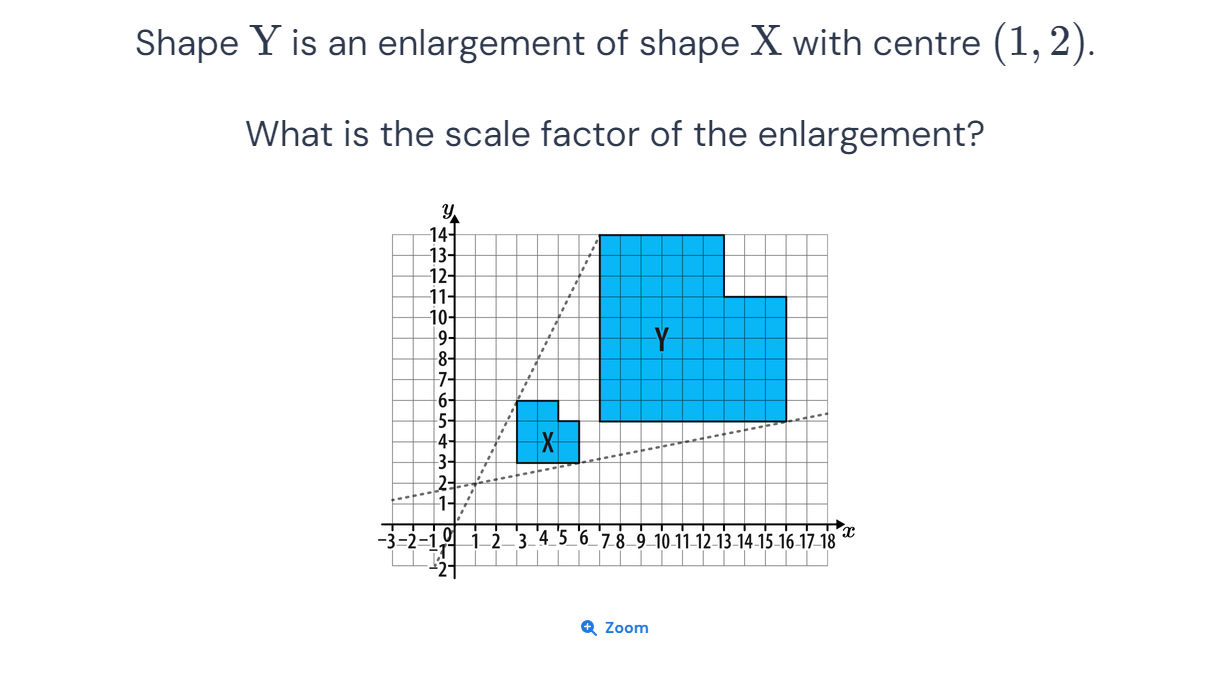 Shape Y is an enlargement of shape X with centre (1, 2).
What is the scale factor of the enlargement?
y
14
13
12
11
10
9
8
7
6
5
4
3
2
1
Y
X
−3 −2 −1 0 1 2 3 4 5 6 7 8 9 10 11 12 13 14 15 16 17 18 x
−1
−2
Zoom